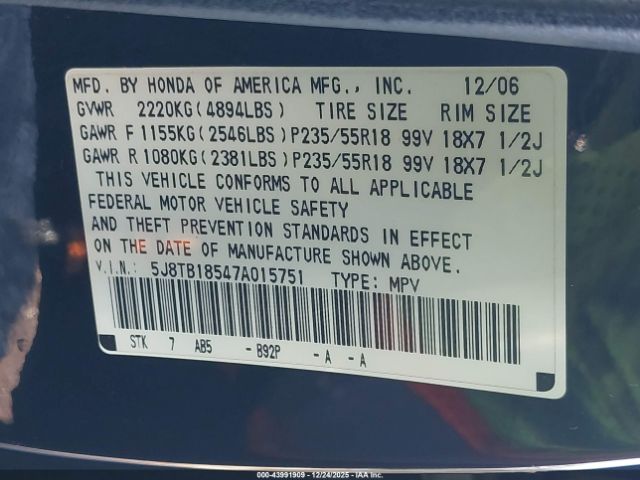 MFD. BY HONDA OF AMERICA MFG., INC. 12/06
GVWR 2220KG(4894LBS) TIRE SIZE RIM SIZE
GAWR F1155KG(2546LBS)P235/55R18 99V 18X7 1/2J
GAWR R1080KG(2381LBS)P235/55R18 99V 18X7 1/2J
THIS VEHICLE CONFORMS TO ALL APPLICABLE
FEDERAL MOTOR VEHICLE SAFETY
AND THEFT PREVENTION STANDARDS IN EFFECT
ON THE DATE OF MANUFACTURE SHOWN ABOVE.
V.I.N.: 5J8TB18547A015751 TYPE: MPV
STK 7 AB5 - B92P - A - A
000-43991909 - 12/24/2025 - IAA Inc.